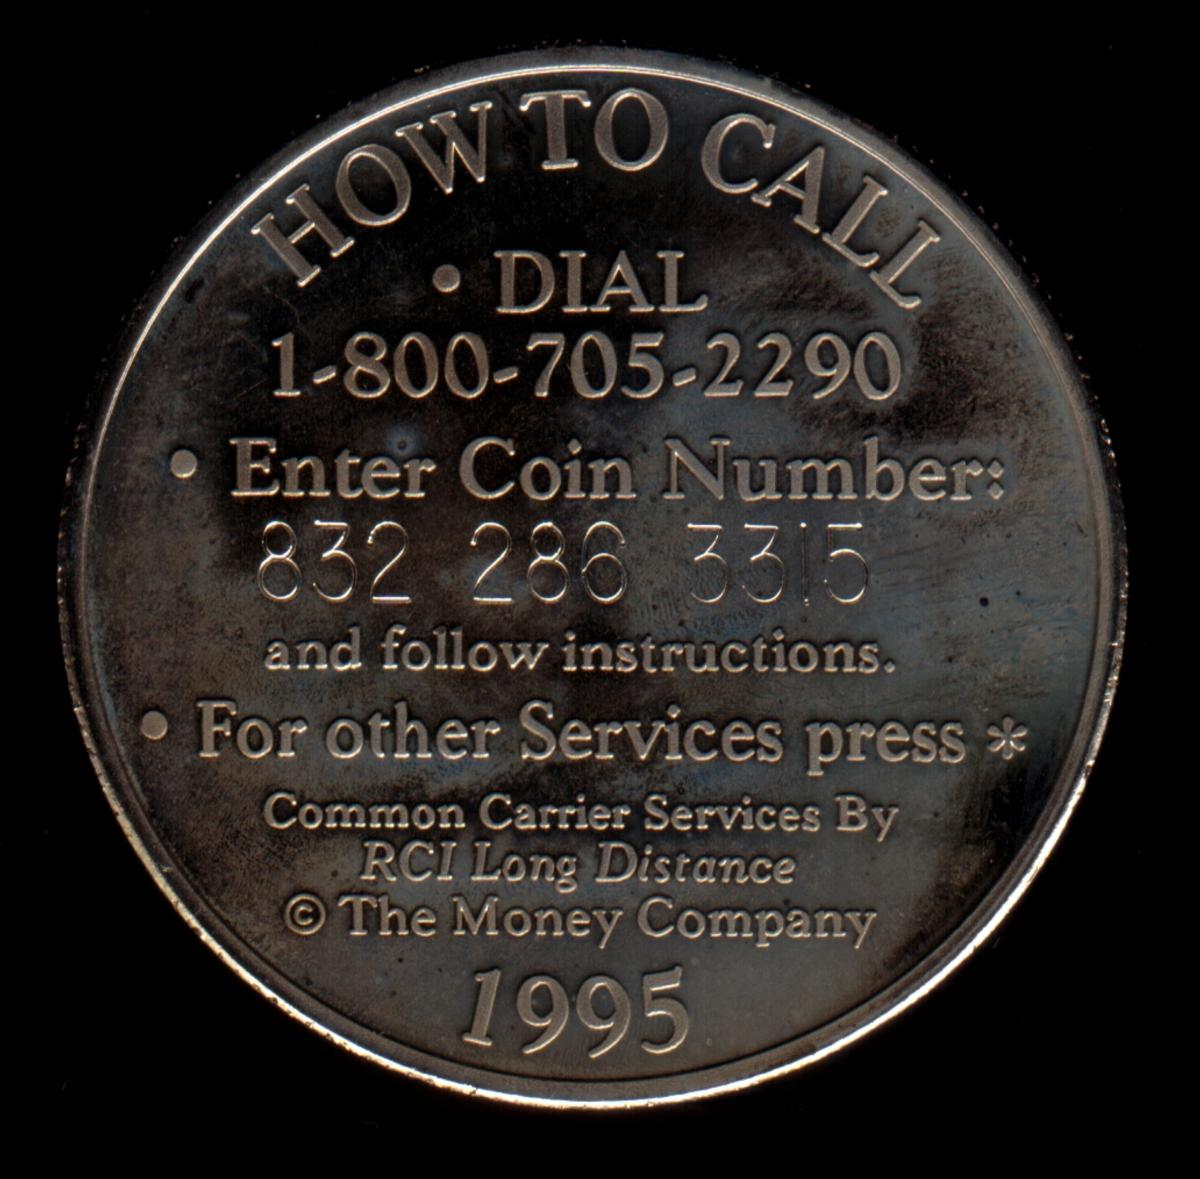 HOW TO CALL
• DIAL
1-800-705-2290
• Enter Coin Number:
832 286 3315
and follow instructions.
• For other Services press *
Common Carrier Services By
RCI Long Distance
© The Money Company
1995